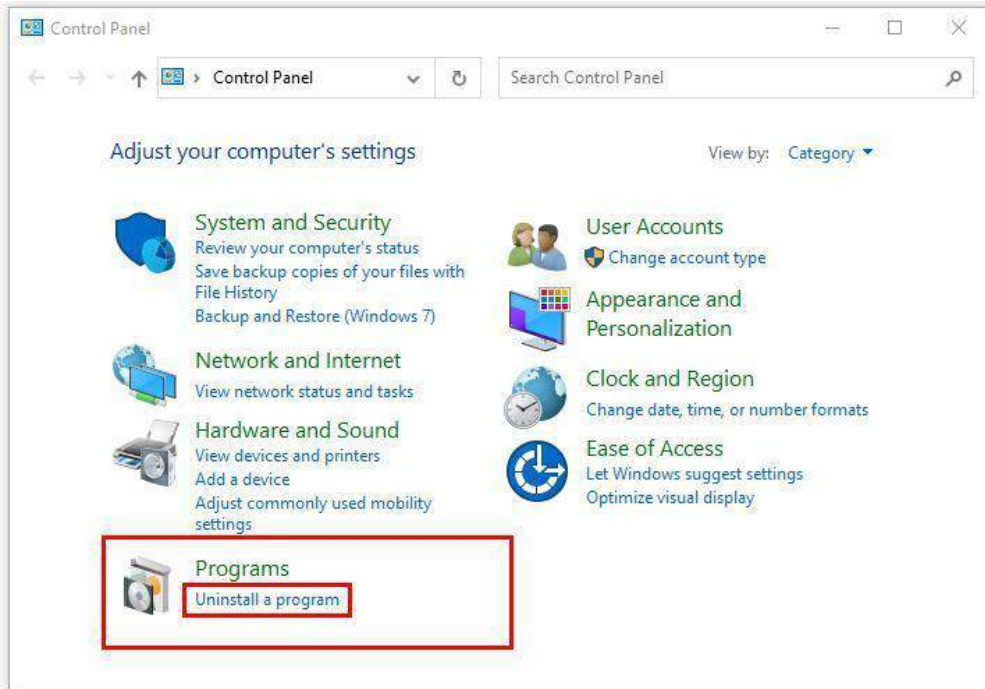 Control Panel
Control Panel
Search Control Panel
Adjust your computer's settings
View by: Category
System and Security
Review your computer's status
Save backup copies of your files with
File History
Backup and Restore (Windows 7)
Network and Internet
View network status and tasks
Hardware and Sound
View devices and printers
Add a device
Adjust commonly used mobility
settings
Programs
Uninstall a program
User Accounts
Change account type
Appearance and
Personalization
Clock and Region
Change date, time, or number formats
Ease of Access
Let Windows suggest settings
Optimize visual display